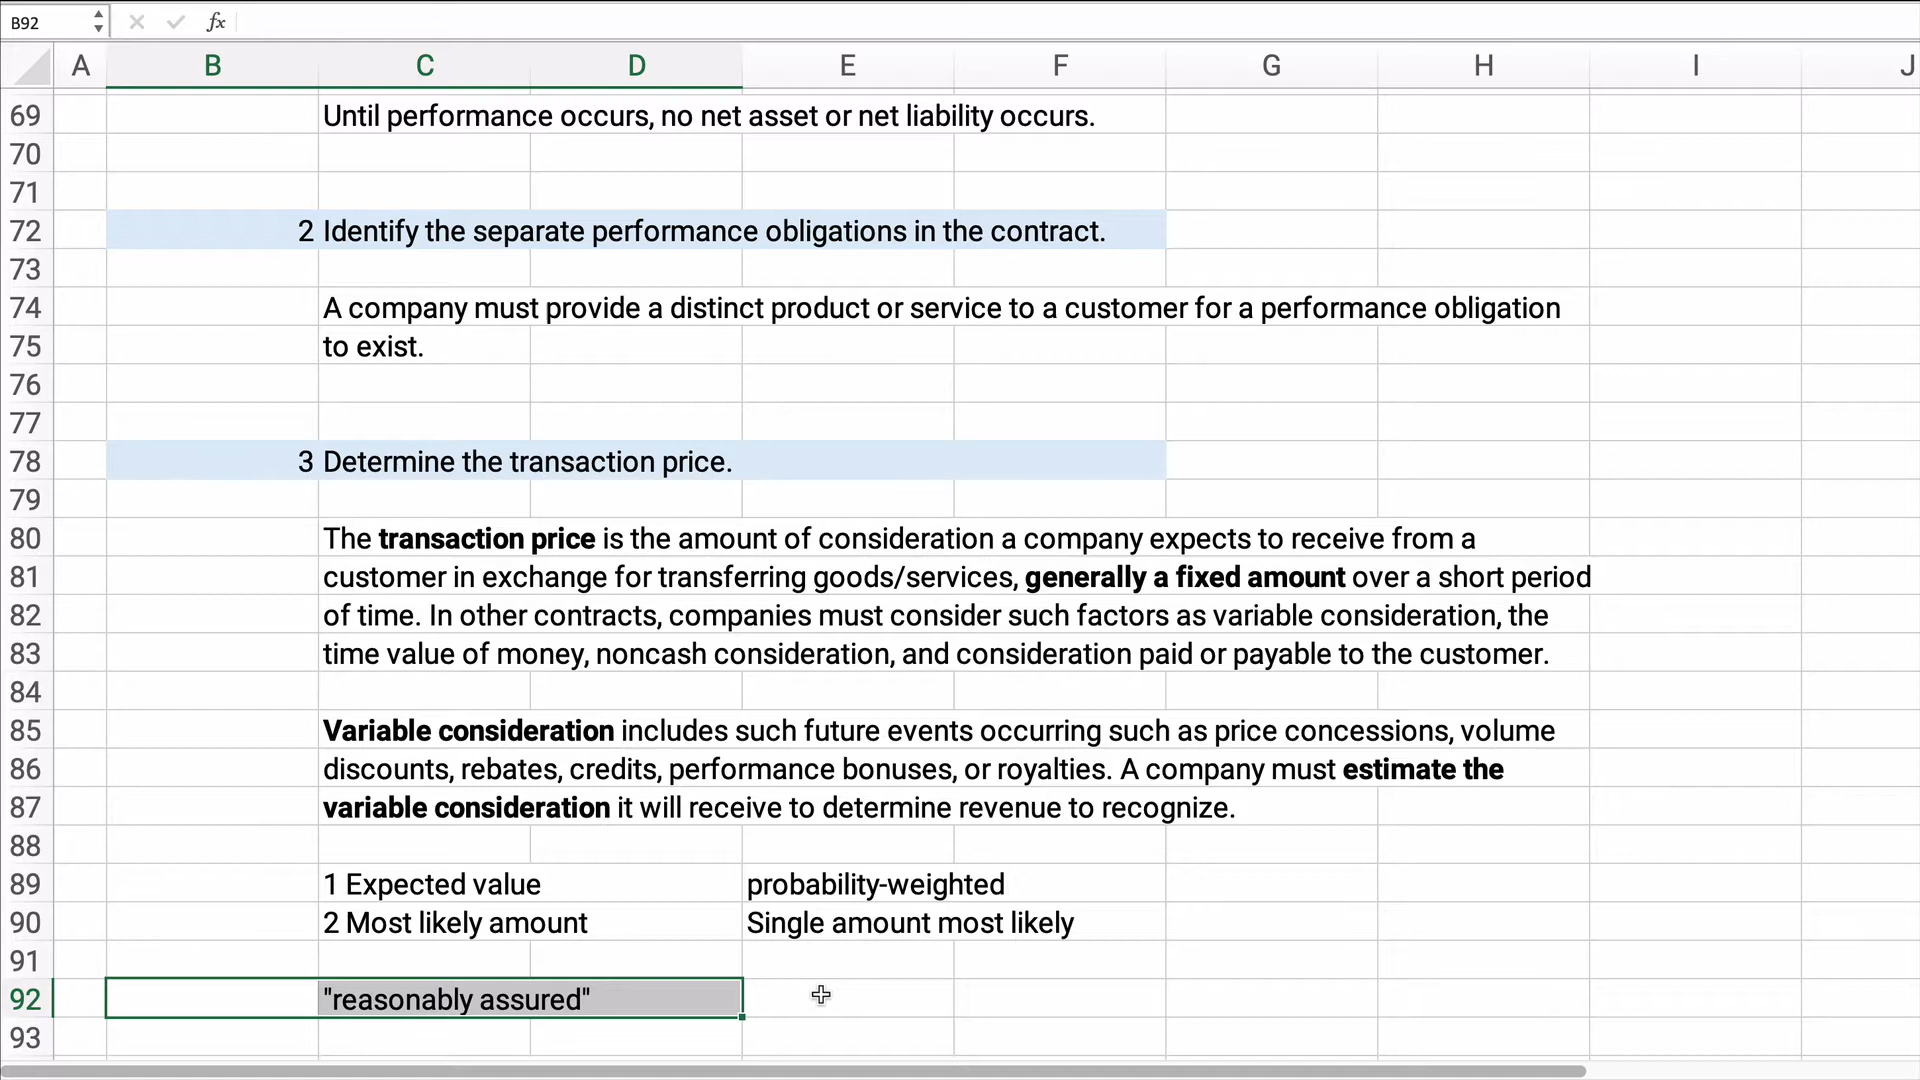 B92 fx
A B C D E F G H I J
69 Until performance occurs, no net asset or net liability occurs.
70
71
72 2 Identify the separate performance obligations in the contract.
73
74 A company must provide a distinct product or service to a customer for a performance obligation
75 to exist.
76
77
78 3 Determine the transaction price.
79
80 The transaction price is the amount of consideration a company expects to receive from a
81 customer in exchange for transferring goods/services, generally a fixed amount over a short period
82 of time. In other contracts, companies must consider such factors as variable consideration, the
83 time value of money, noncash consideration, and consideration paid or payable to the customer.
84
85 Variable consideration includes such future events occurring such as price concessions, volume
86 discounts, rebates, credits, performance bonuses, or royalties. A company must estimate the
87 variable consideration it will receive to determine revenue to recognize.
88
89 1 Expected value probability-weighted
90 2 Most likely amount Single amount most likely
91
92 "reasonably assured"
93